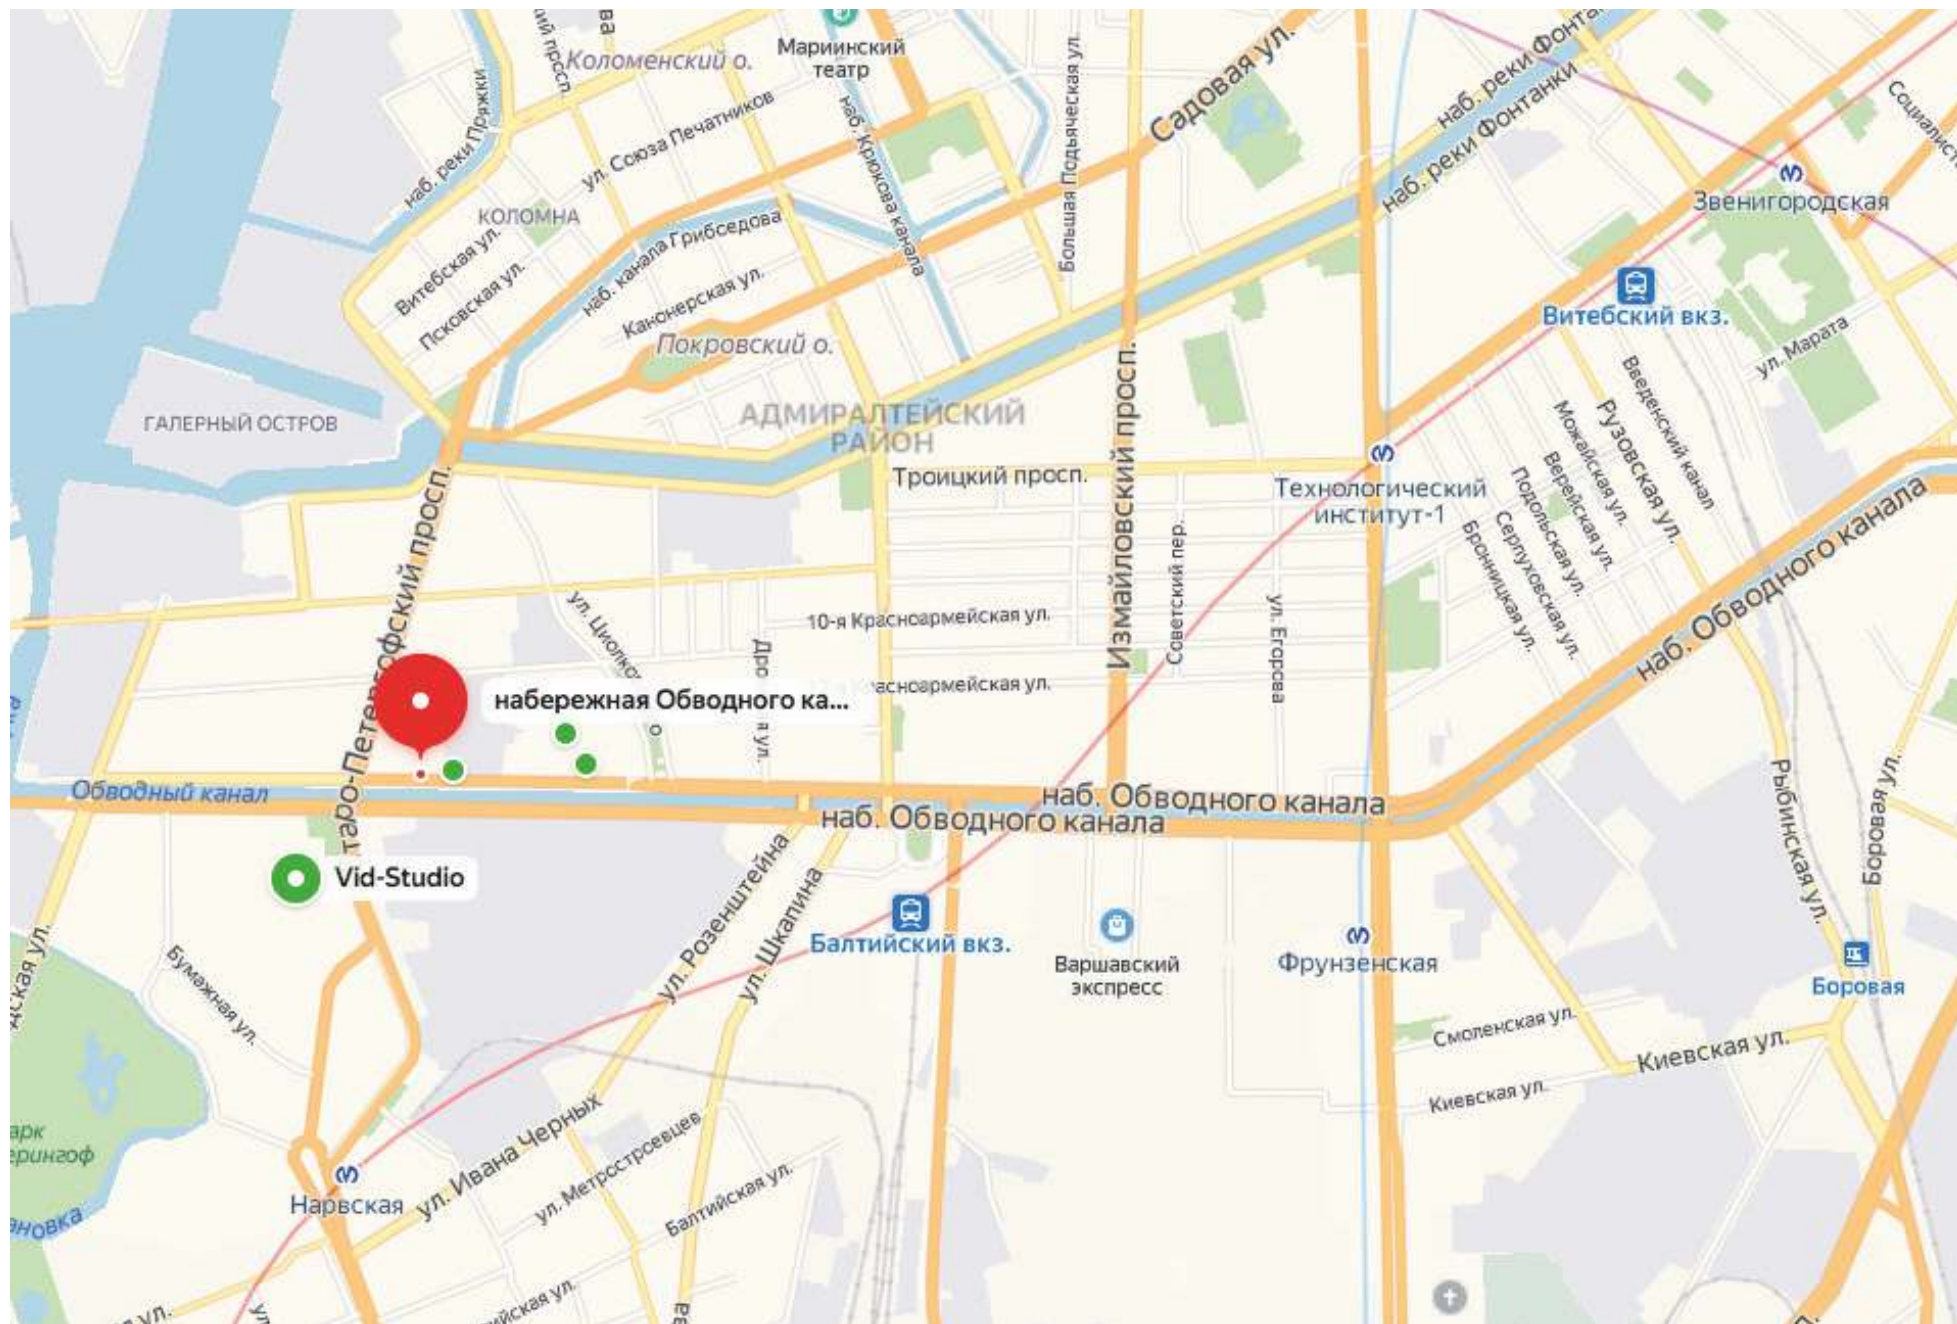 Мариинский
театр
Коломенский о.
Садовая ул.
наб. реки Фонтанки
наб. реки Пряжки
ул. Союза Печатников
наб. Крюкова канала
Большая Подьяческая ул.
Звенигородская
КОЛОМНА
Витебская ул.
Псковская ул.
наб. канала Грибоедова
Канонерская ул.
Покровский о.
Витебский вкз.
ул. Марата
ГАЛЕРНЫЙ ОСТРОВ
АДМИРАЛТЕЙСКИЙ
РАЙОН
Измайловский просп.
Введенский канал
Рузовская ул.
Можайская ул.
Верейская ул.
Подольская ул.
Серпуховская ул.
Бронницкая ул.
Троицкий просп.
Технологический
институт-1
наб. Обводного канала
Советский пер.
ул. Егорова
10-я Красноармейская ул.
асноармейская ул.
таро-Петергофский просп.
набережная Обводного ка...
Обводный канал
наб. Обводного канала
наб. Обводного канала
Рыбинская ул.
Боровая ул.
Vid-Studio
ул. Розенштейна
ул. Шкапина
Балтийский вкз.
Варшавский
экспресс
Фрунзенская
Боровая
Бумажная ул.
Смоленская ул.
Киевская ул.
Киевская ул.
ул. Ивана Черных
ул. Метростроевцев
Балтийская ул.
Нарвская